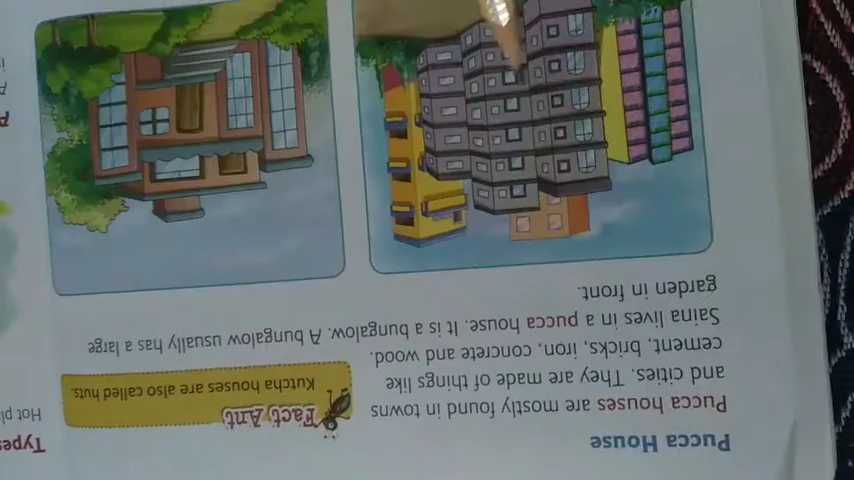 Pucca House
Pucca houses are mostly found in towns
and cities. They are made of things like
cement, bricks, iron, concrete and wood.
Fact Ant
Kutcha houses are also called huts.
Saina lives in a pucca house. It is a bungalow. A bungalow usually has a large
garden in front.
Types
Hot pl